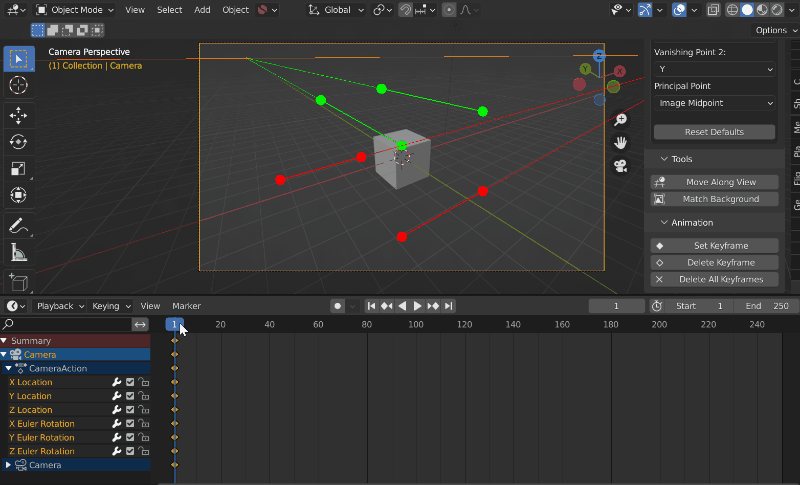 Object Mode
View
Select
Add
Object
Global
Options
Camera Perspective
(1) Collection | Camera
Z
Y
X
Vanishing Point 2:
Y
Principal Point
Image Midpoint
Reset Defaults
Tools
Move Along View
Match Background
Animation
Set Keyframe
Delete Keyframe
Delete All Keyframes
Playback
Keying
View
Marker
1
Start 1
End 250
1 20 40 60 80 100 120 140 160 180 200 220 240
Summary
Camera
CameraAction
X Location
Y Location
Z Location
X Euler Rotation
Y Euler Rotation
Z Euler Rotation
Camera